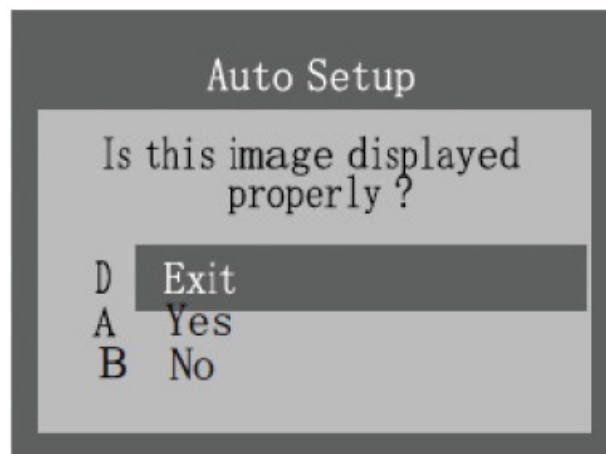 Auto Setup
Is this image displayed
properly ?
D Exit
A Yes
B No